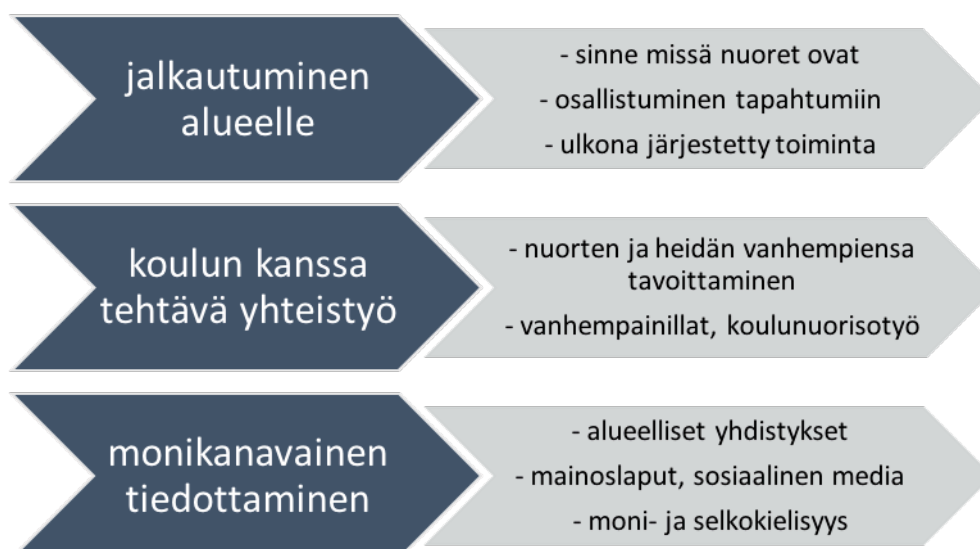 jalkautuminen
alueelle
- sinne missä nuoret ovat
- osallistuminen tapahtumiin
- ulkona järjestetty toiminta
koulun kanssa
tehtävä yhteistyö
- nuorten ja heidän vanhempiensa
tavoittaminen
- vanhempainillat, koulunuorisotyö
monikanavainen
tiedottaminen
- alueelliset yhdistykset
- mainoslaput, sosiaalinen media
- moni- ja selkokielisyys